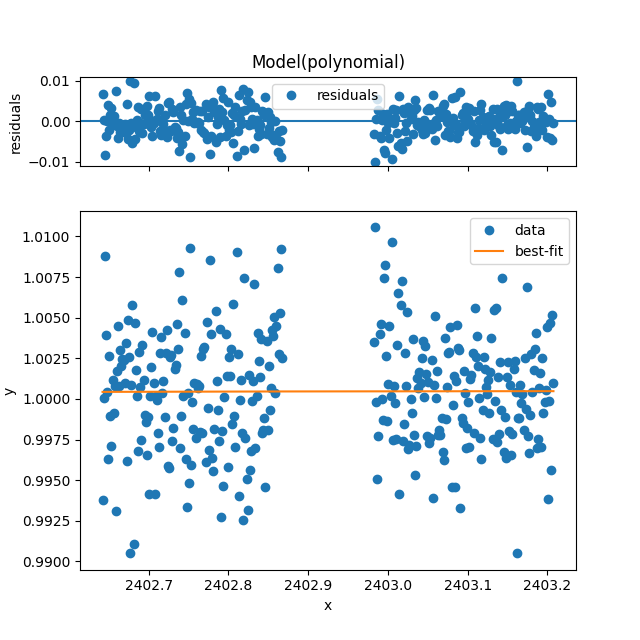 Model(polynomial)
residuals
0.01
0.00
−0.01
residuals
y
1.0100
1.0075
1.0050
1.0025
1.0000
0.9975
0.9950
0.9925
0.9900
data
best-fit
2402.7 2402.8 2402.9 2403.0 2403.1 2403.2
x